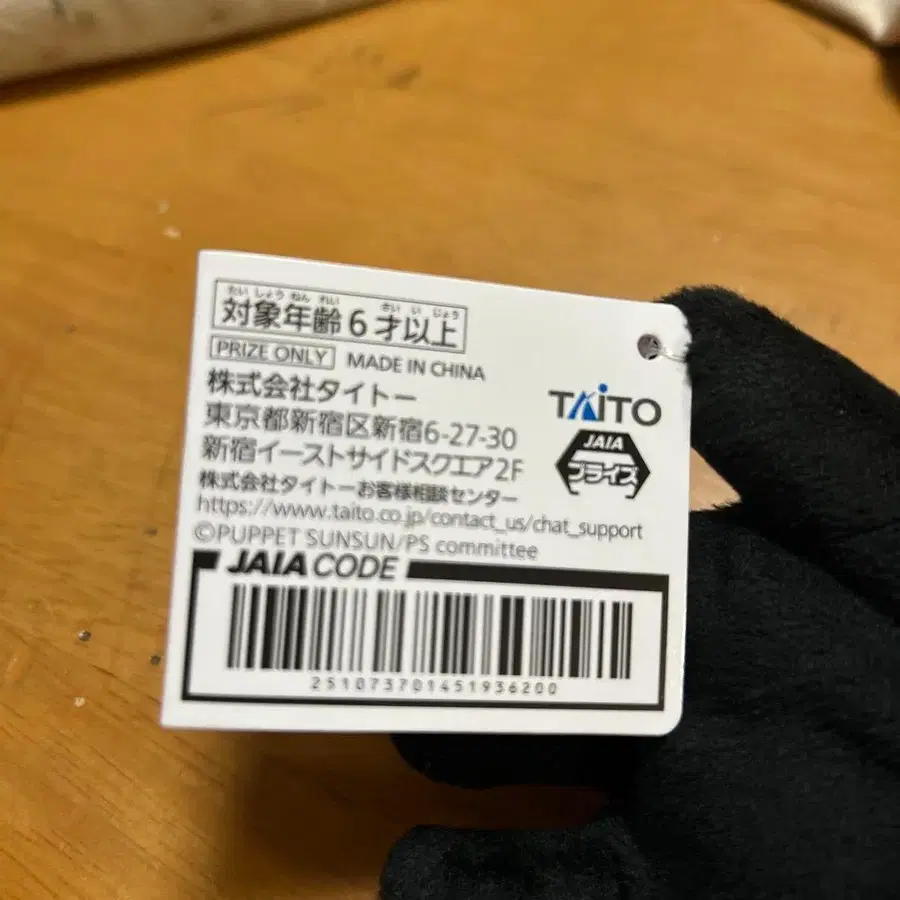 たいしょうねんれい さいいじょう
対象年齢6才以上
PRIZE ONLY MADE IN CHINA
株式会社タイトー
東京都新宿区新宿6-27-30
新宿イーストサイドスクエア2F
株式会社タイトーお客様相談センター
https://www.taito.co.jp/contact_us/chat_support
©PUPPET SUNSUN/PS committee
TAITO
JAIA
プライズ
JAIA CODE
251073701451936200